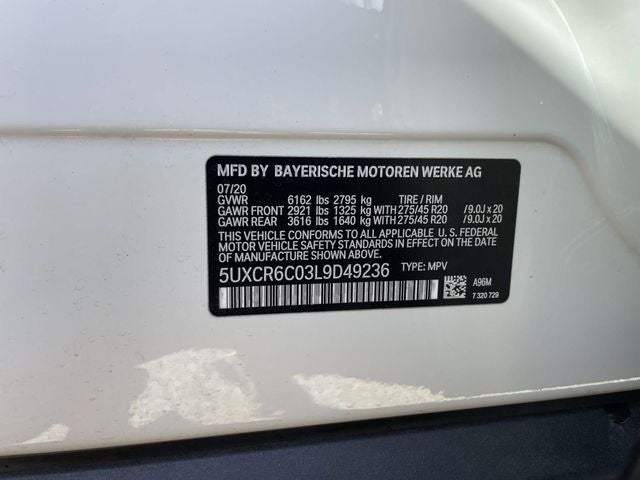 MFD BY BAYERISCHE MOTOREN WERKE AG
07/20
GVWR 6162 lbs 2795 kg TIRE / RIM
GAWR FRONT 2921 lbs 1325 kg WITH 275/45 R20 /9.0J x 20
GAWR REAR 3616 lbs 1640 kg WITH 275/45 R20 /9.0J x 20
THIS VEHICLE CONFORMS TO ALL APPLICABLE U. S. FEDERAL
MOTOR VEHICLE SAFETY STANDARDS IN EFFECT ON THE DATE
OF MANUFACTURE SHOWN ABOVE.
5UXCR6C03L9D49236 TYPE: MPV
A96M
7 320 729